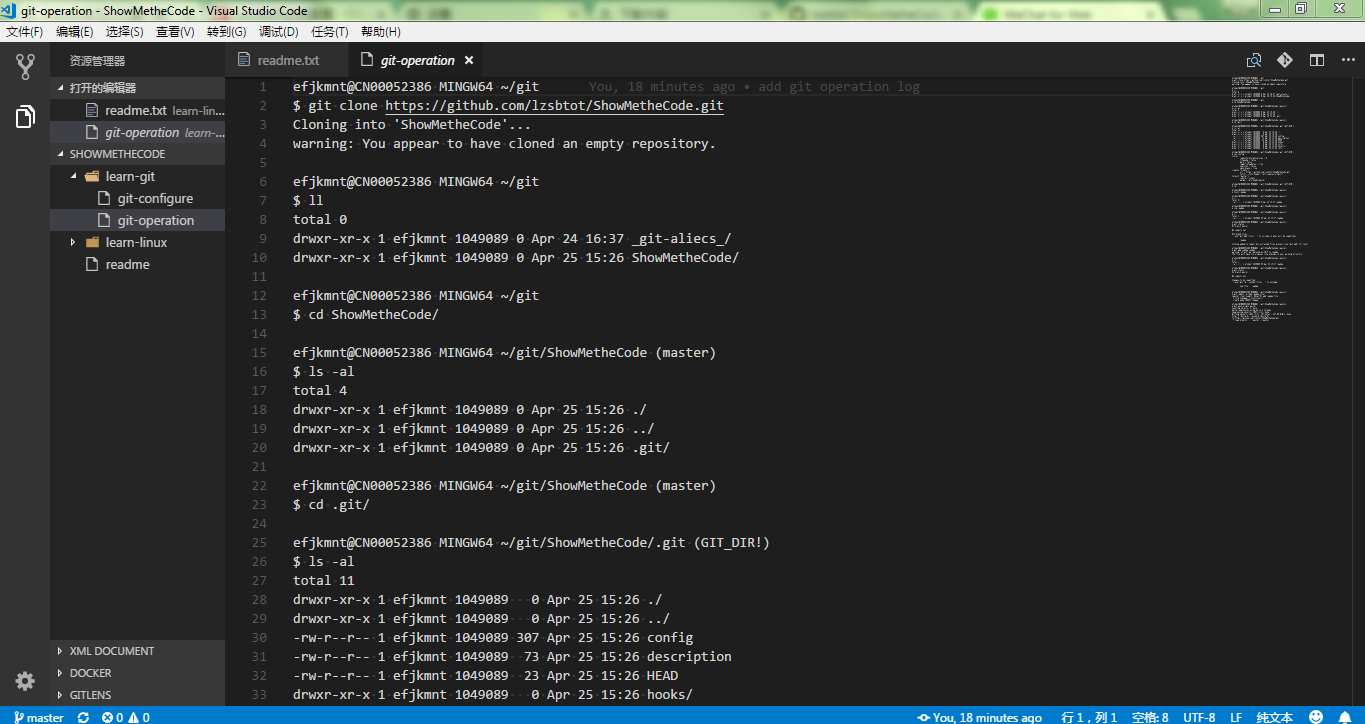 git-operation - ShowMetheCode - Visual Studio Code
文件(F) 编辑(E) 选择(S) 查看(V) 转到(G) 调试(D) 任务(T) 帮助(H)
资源管理器
打开的编辑器
readme.txt learn-lin...
git-operation learn-...
SHOWMETHECODE
learn-git
git-configure
git-operation
learn-linux
readme
XML DOCUMENT
DOCKER
GITLENS
readme.txt
git-operation
1 efjkmnt@CN00052386 MINGW64 ~/git You, 18 minutes ago • add git operation log
2 $ git clone https://github.com/lzsbtot/ShowMetheCode.git
3 Cloning into 'ShowMetheCode'...
4 warning: You appear to have cloned an empty repository.
5
6 efjkmnt@CN00052386 MINGW64 ~/git
7 $ ll
8 total 0
9 drwxr-xr-x 1 efjkmnt 1049089 0 Apr 24 16:37 _git-aliecs_/
10 drwxr-xr-x 1 efjkmnt 1049089 0 Apr 25 15:26 ShowMetheCode/
11
12 efjkmnt@CN00052386 MINGW64 ~/git
13 $ cd ShowMetheCode/
14
15 efjkmnt@CN00052386 MINGW64 ~/git/ShowMetheCode (master)
16 $ ls -al
17 total 4
18 drwxr-xr-x 1 efjkmnt 1049089 0 Apr 25 15:26 ./
19 drwxr-xr-x 1 efjkmnt 1049089 0 Apr 25 15:26 ../
20 drwxr-xr-x 1 efjkmnt 1049089 0 Apr 25 15:26 .git/
21
22 efjkmnt@CN00052386 MINGW64 ~/git/ShowMetheCode (master)
23 $ cd .git/
24
25 efjkmnt@CN00052386 MINGW64 ~/git/ShowMetheCode/.git (GIT_DIR!)
26 $ ls -al
27 total 11
28 drwxr-xr-x 1 efjkmnt 1049089 0 Apr 25 15:26 ./
29 drwxr-xr-x 1 efjkmnt 1049089 0 Apr 25 15:26 ../
30 -rw-r--r-- 1 efjkmnt 1049089 307 Apr 25 15:26 config
31 -rw-r--r-- 1 efjkmnt 1049089 73 Apr 25 15:26 description
32 -rw-r--r-- 1 efjkmnt 1049089 23 Apr 25 15:26 HEAD
33 drwxr-xr-x 1 efjkmnt 1049089 0 Apr 25 15:26 hooks/
master 0 0 You, 18 minutes ago 行 1，列 1 空格: 8 UTF-8 LF 纯文本